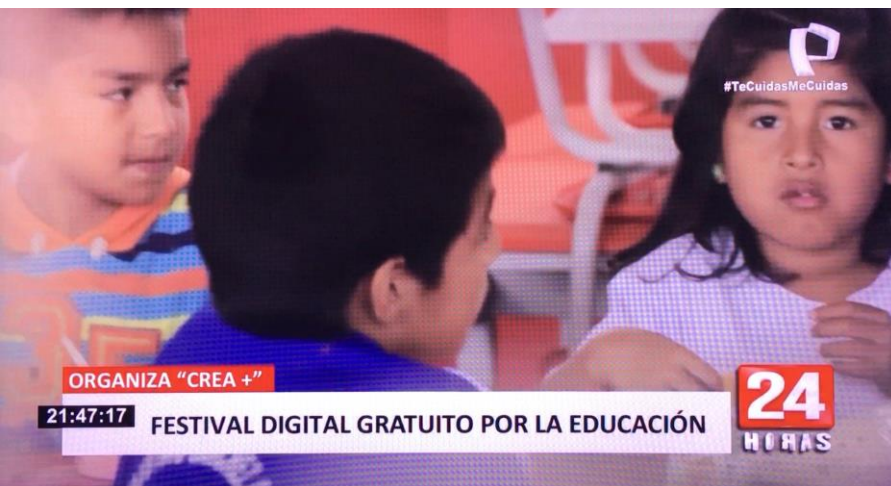 #TeCuidasMeCuidas
ORGANIZA "CREA +"
21:47:17
FESTIVAL DIGITAL GRATUITO POR LA EDUCACIÓN
24
HORAS